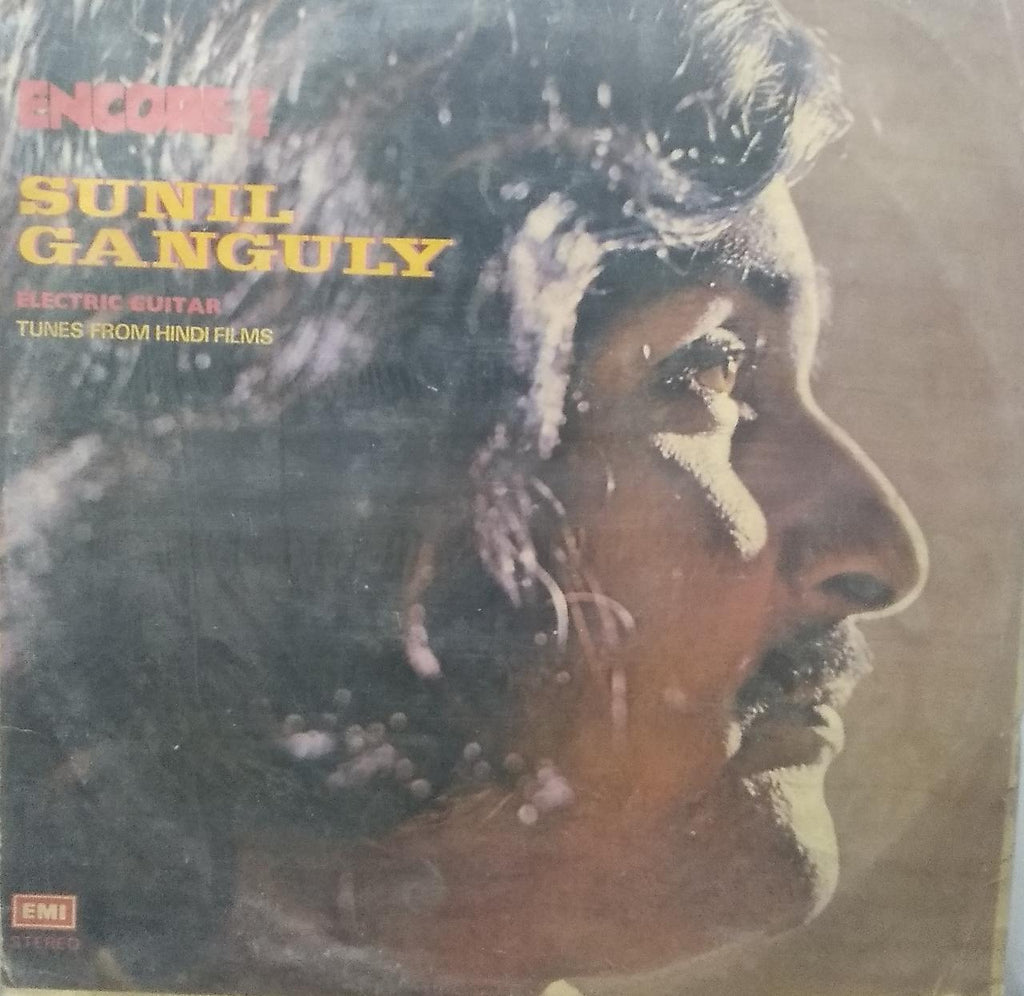 ENCORE!
SUNIL
GANGULY
ELECTRIC GUITAR
TUNES FROM HINDI FILMS
EMI
STEREO